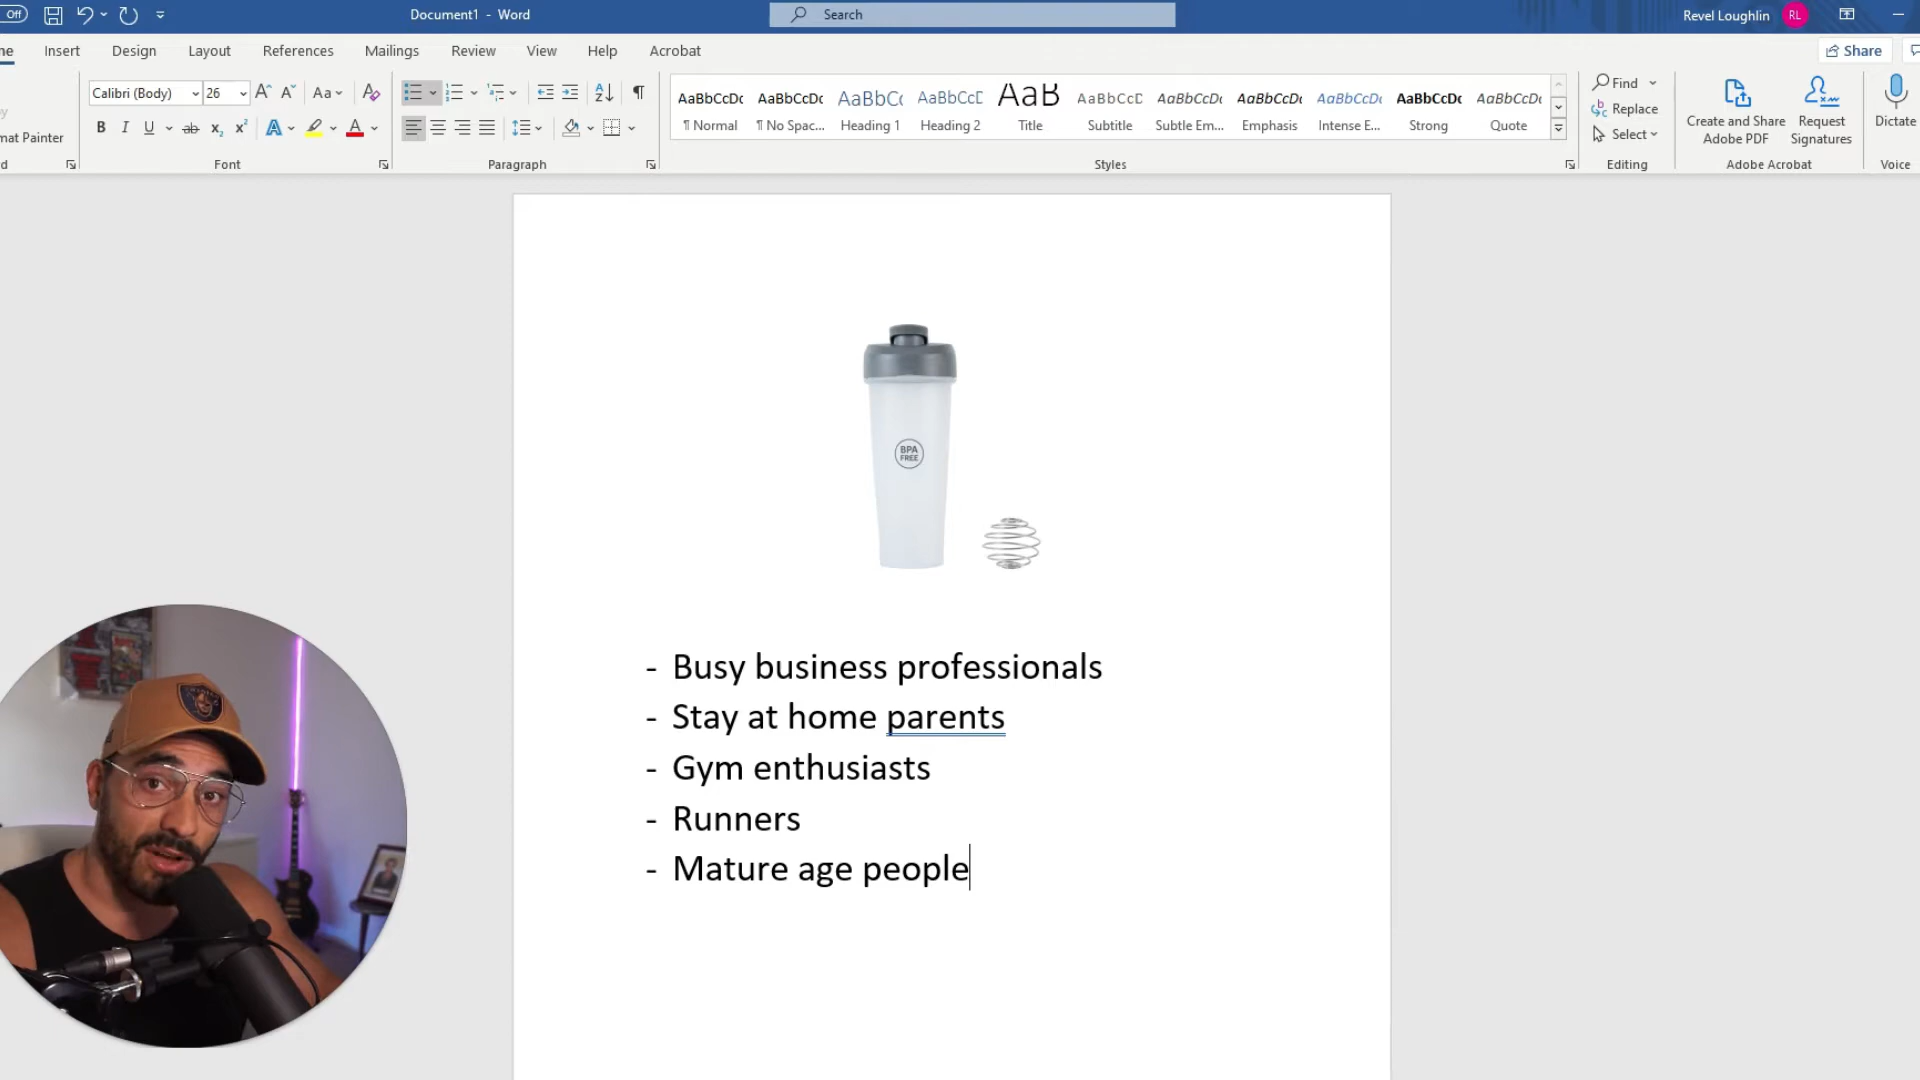 Off
Document1 - Word
Search
Revel Loughlin
RL
Insert Design Layout References Mailings Review View Help Acrobat
Share
Calibri (Body) 26
Aa
B I U ab x₂ x² A A
Font
Paragraph
AaBbCcDc AaBbCcDc AaBbC AaBbCcD AaB AaBbCcD AaBbCcDc AaBbCcDc AaBbCcDc AaBbCcDc AaBbCcDc
¶ Normal ¶ No Spac... Heading 1 Heading 2 Title Subtitle Subtle Em... Emphasis Intense E... Strong Quote
Styles
Find
Replace
Select
Editing
Create and Share
Adobe PDF
Request
Signatures
Adobe Acrobat
Dictate
Voice
Painter
BPA
FREE
- Busy business professionals
- Stay at home parents
- Gym enthusiasts
- Runners
- Mature age people